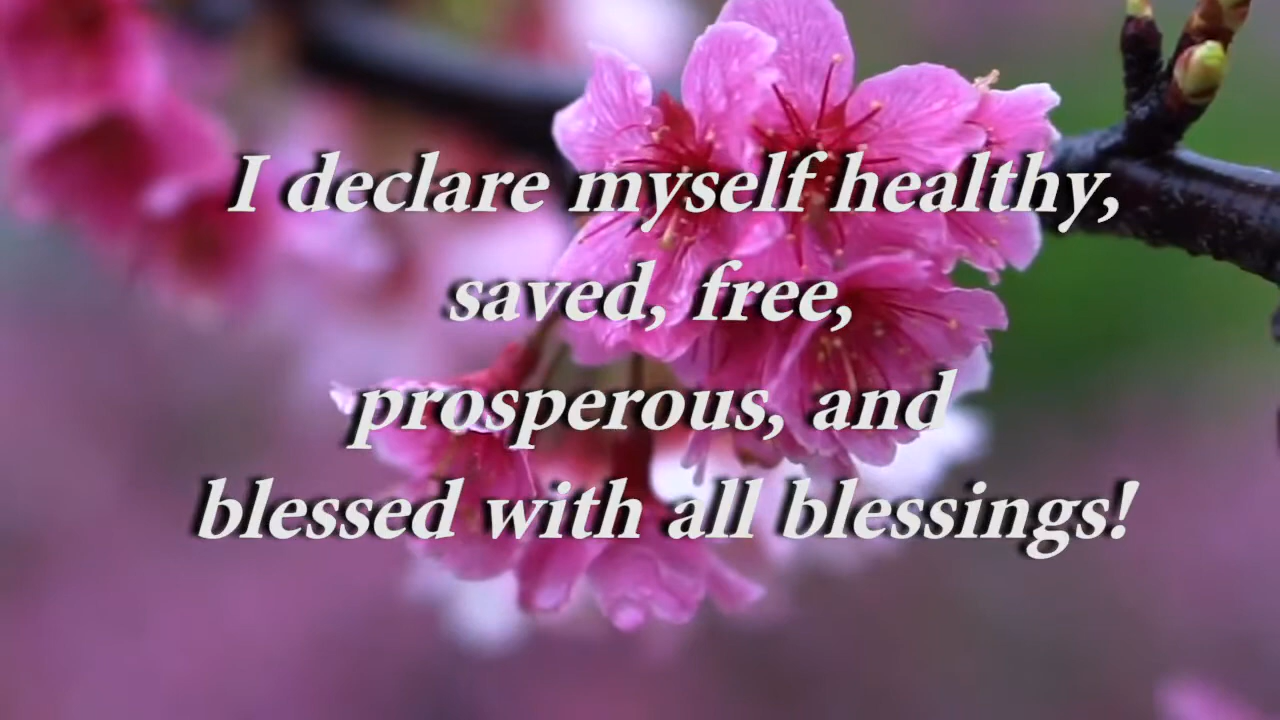 I declare myself healthy,
saved, free,
prosperous, and
blessed with all blessings!